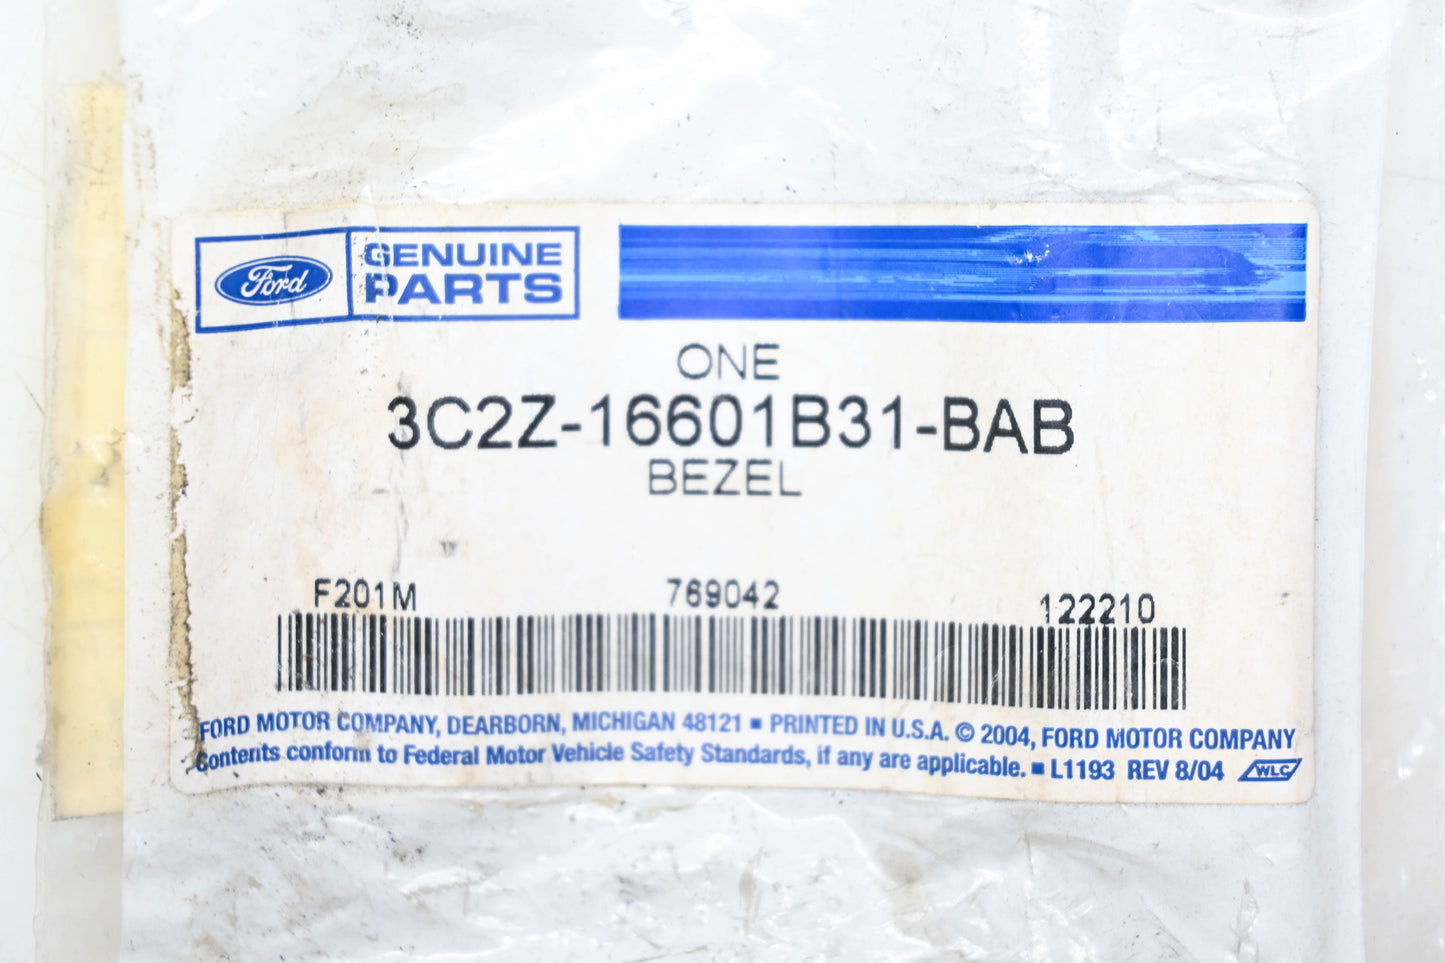 Ford
GENUINE
PARTS
ONE
3C2Z-16601B31-BAB
BEZEL
F201M 769042 122210
FORD MOTOR COMPANY, DEARBORN, MICHIGAN 48121 ▪ PRINTED IN U.S.A. © 2004, FORD MOTOR COMPANY
Contents conform to Federal Motor Vehicle Safety Standards, if any are applicable. ▪ L1193 REV 8/04 WLC